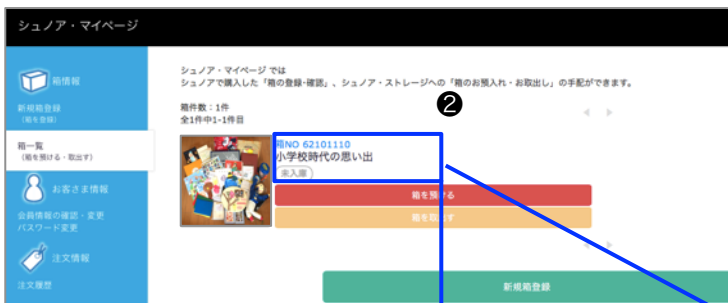 シュノア・マイページ
箱情報
新規箱登録
（箱を登録）
箱一覧
（箱を預ける・取出す）
お客さま情報
会員情報の確認・変更
パスワード変更
注文情報
注文履歴
シュノア・マイページ では
シュノアで購入した「箱の登録・確認」、シュノア・ストレージへの「箱のお預入れ・お取出し」の手配ができます。
箱件数：1件
全1件中1-1件目
❷
箱NO 62101110
小学校時代の思い出
未入庫
箱を預ける
箱を取出す
新規箱登録